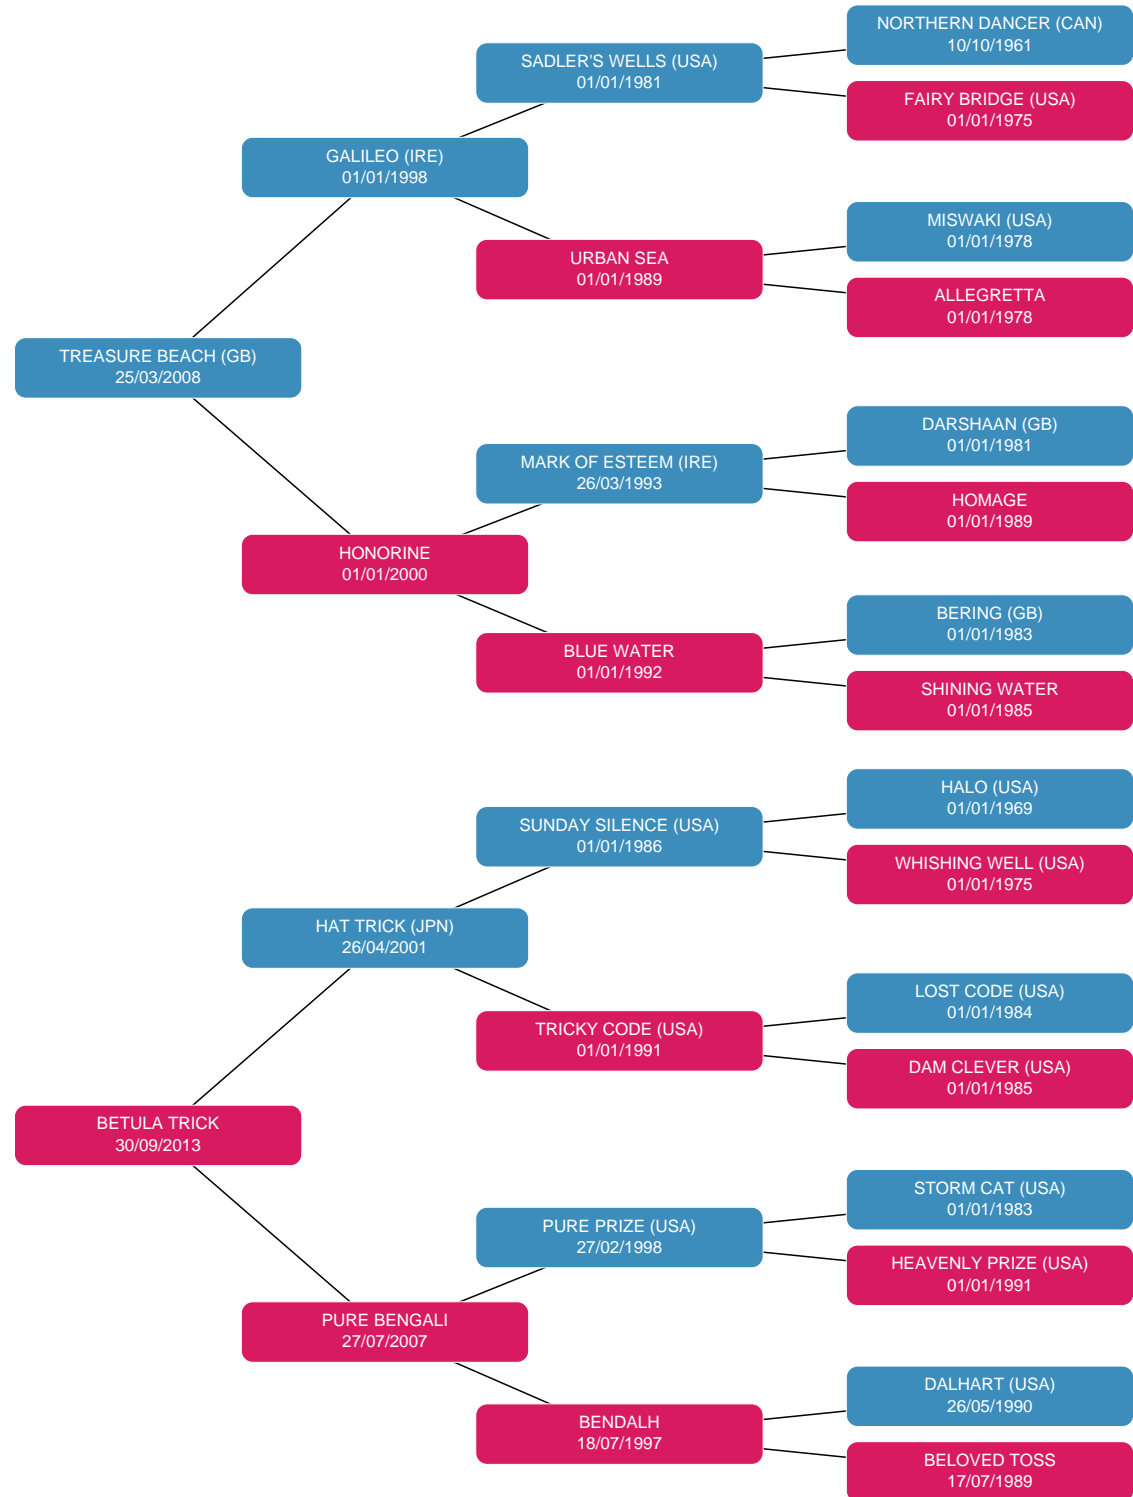 NORTHERN DANCER (CAN)
10/10/1961
SADLER'S WELLS (USA)
01/01/1981
FAIRY BRIDGE (USA)
01/01/1975
GALILEO (IRE)
01/01/1998
MISWAKI (USA)
01/01/1978
URBAN SEA
01/01/1989
ALLEGRETTA
01/01/1978
TREASURE BEACH (GB)
25/03/2008
DARSHAAN (GB)
01/01/1981
MARK OF ESTEEM (IRE)
26/03/1993
HOMAGE
01/01/1989
HONORINE
01/01/2000
BERING (GB)
01/01/1983
BLUE WATER
01/01/1992
SHINING WATER
01/01/1985
HALO (USA)
01/01/1969
SUNDAY SILENCE (USA)
01/01/1986
WHISHING WELL (USA)
01/01/1975
HAT TRICK (JPN)
26/04/2001
LOST CODE (USA)
01/01/1984
TRICKY CODE (USA)
01/01/1991
DAM CLEVER (USA)
01/01/1985
BETULA TRICK
30/09/2013
STORM CAT (USA)
01/01/1983
PURE PRIZE (USA)
27/02/1998
HEAVENLY PRIZE (USA)
01/01/1991
PURE BENGALI
27/07/2007
DALHART (USA)
26/05/1990
BENDALH
18/07/1997
BELOVED TOSS
17/07/1989